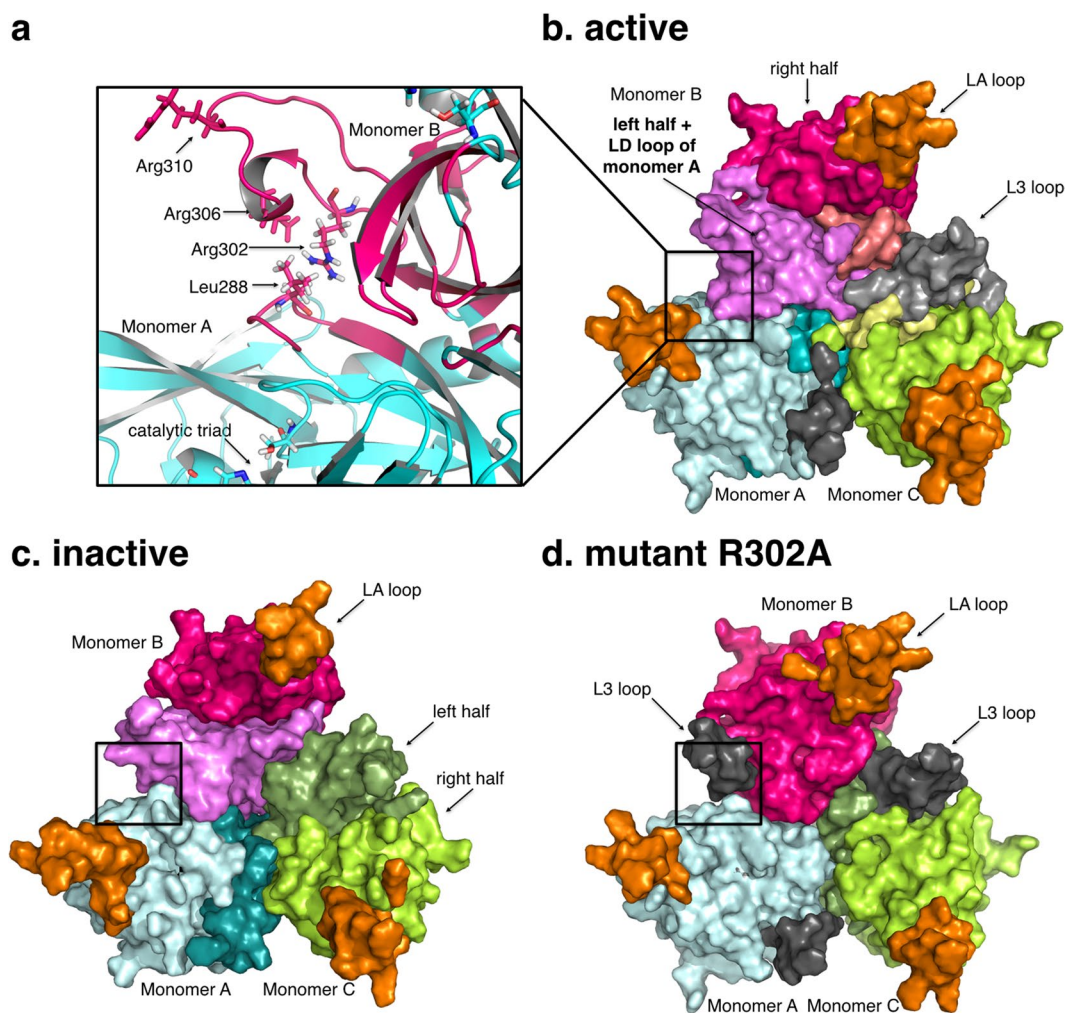 a
Arg310
Monomer B
Arg306
Arg302
Leu288
Monomer A
catalytic triad
b. active
right half
LA loop
Monomer B
left half +
LD loop of
monomer A
L3 loop
Monomer A
Monomer C
c. inactive
LA loop
Monomer B
left half
right half
Monomer A
Monomer C
d. mutant R302A
Monomer B
LA loop
L3 loop
L3 loop
Monomer A
Monomer C